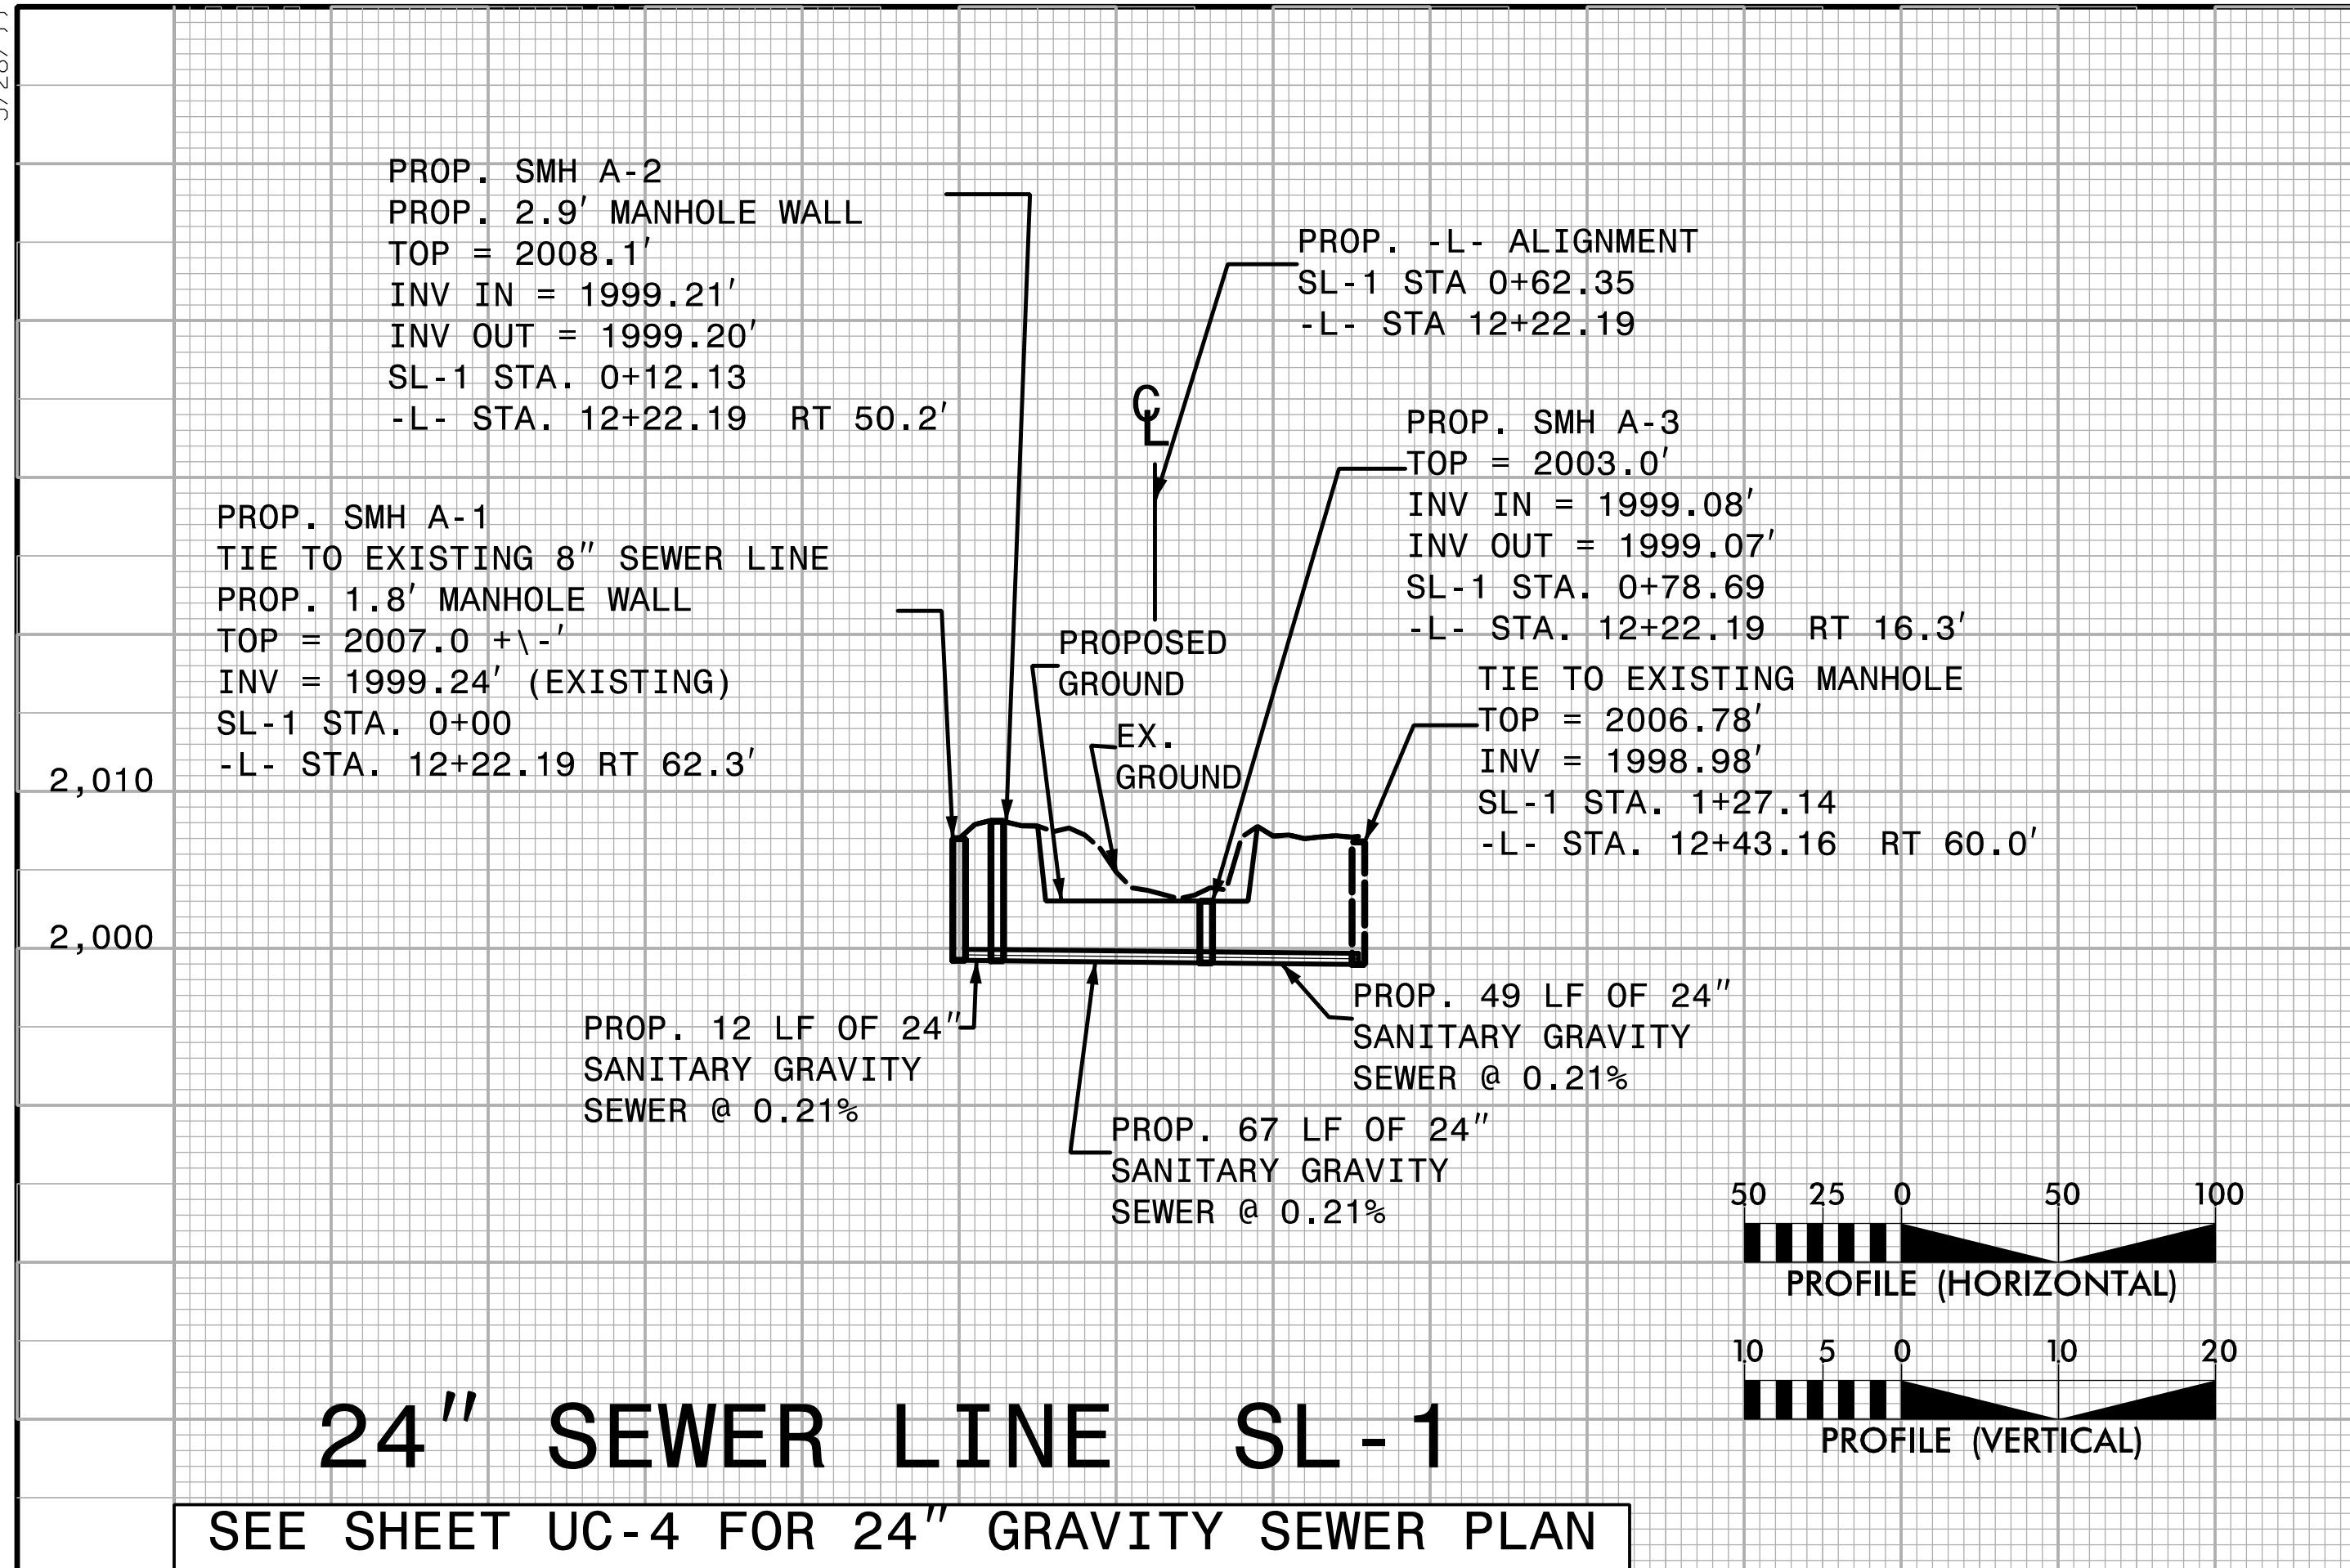 PROP. SMH A-2
PROP. 2.9' MANHOLE WALL
TOP = 2008.1'
INV IN = 1999.21'
INV OUT = 1999.20'
SL-1 STA. 0+12.13
-L- STA. 12+22.19 RT 50.2'
PROP. -L- ALIGNMENT
SL-1 STA 0+62.35
-L- STA 12+22.19
CL
PROP. SMH A-3
TOP = 2003.0'
INV IN = 1999.08'
INV OUT = 1999.07'
SL-1 STA. 0+78.69
-L- STA. 12+22.19 RT 16.3'
PROP. SMH A-1
TIE TO EXISTING 8" SEWER LINE
PROP. 1.8' MANHOLE WALL
TOP = 2007.0 +\-'
INV = 1999.24' (EXISTING)
SL-1 STA. 0+00
-L- STA. 12+22.19 RT 62.3'
PROPOSED
GROUND
EX.
GROUND
TIE TO EXISTING MANHOLE
TOP = 2006.78'
INV = 1998.98'
SL-1 STA. 1+27.14
-L- STA. 12+43.16 RT 60.0'
2,010
2,000
PROP. 12 LF OF 24"
SANITARY GRAVITY
SEWER @ 0.21%
PROP. 49 LF OF 24"
SANITARY GRAVITY
SEWER @ 0.21%
PROP. 67 LF OF 24"
SANITARY GRAVITY
SEWER @ 0.21%
50 25 0 50 100
PROFILE (HORIZONTAL)
10 5 0 10 20
PROFILE (VERTICAL)
24" SEWER LINE SL-1
SEE SHEET UC-4 FOR 24" GRAVITY SEWER PLAN